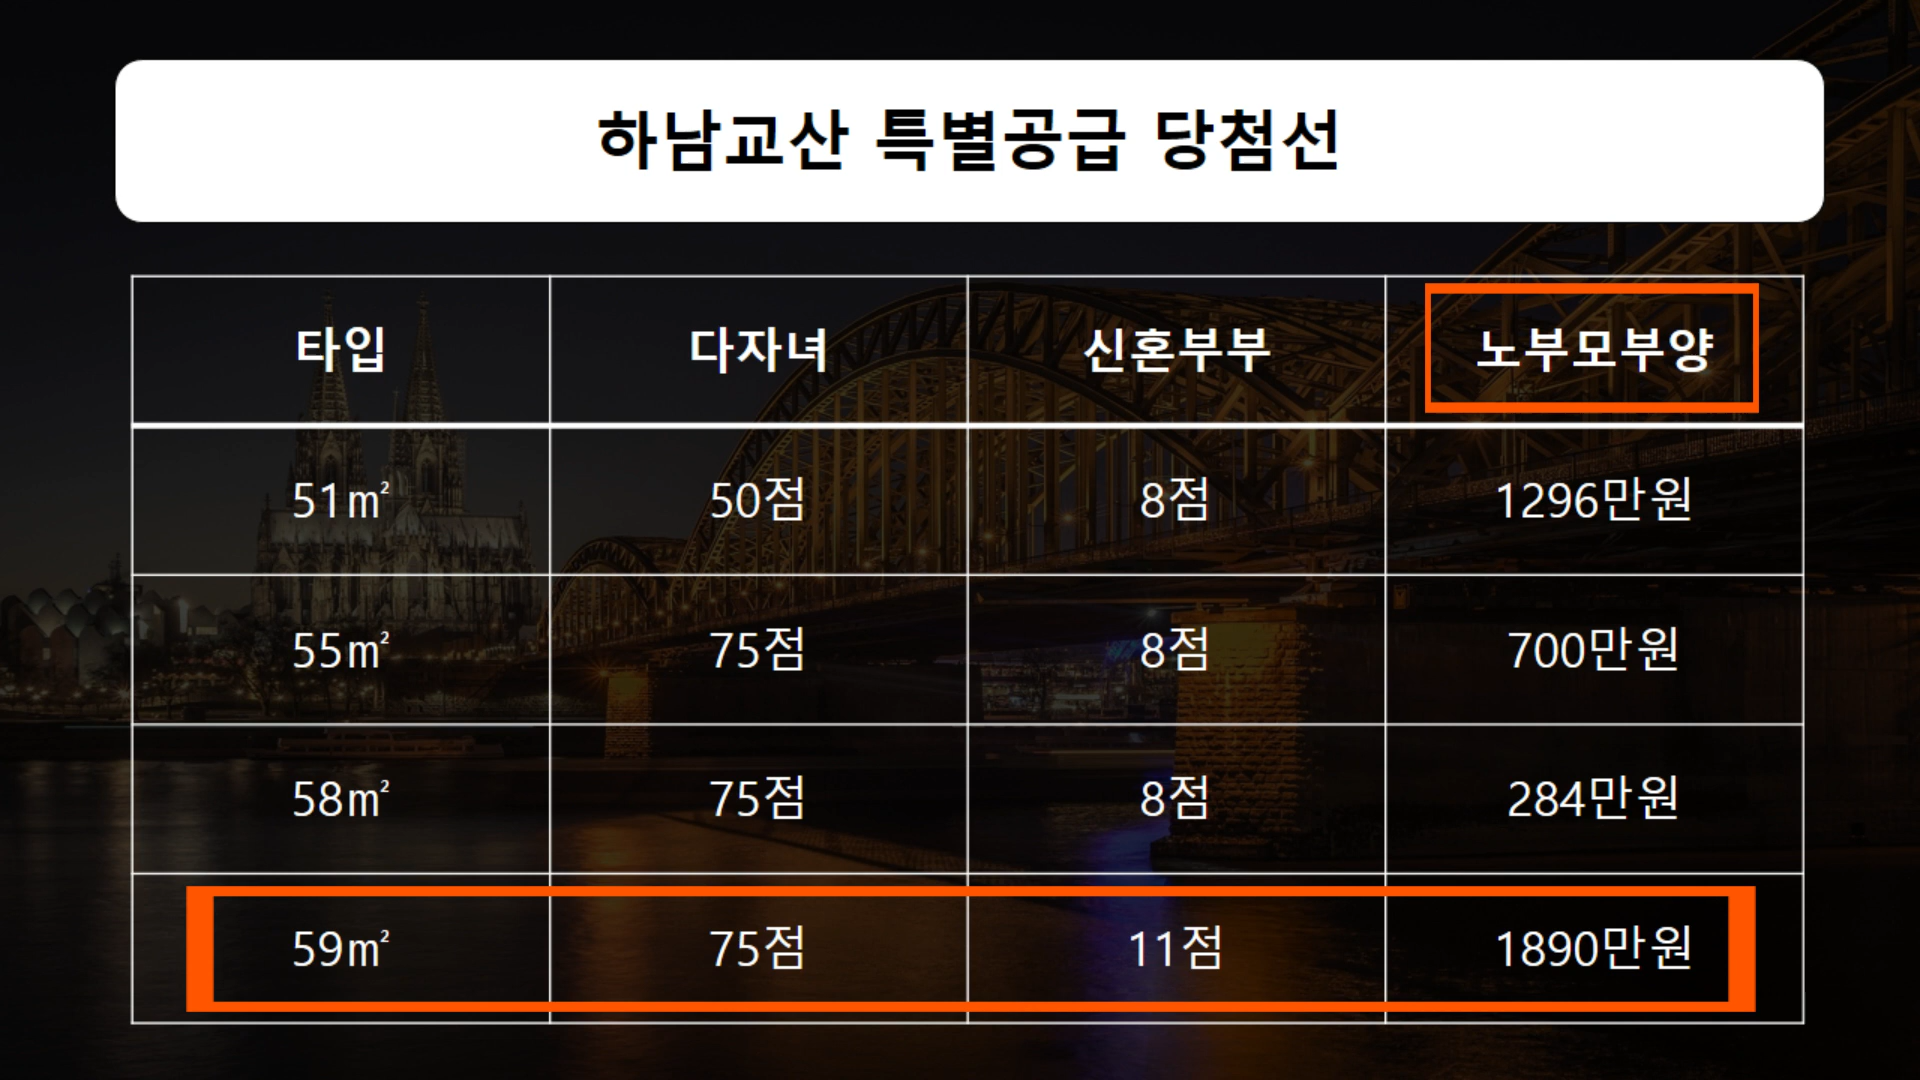 하남교산 특별공급 당첨선
타입 다자녀 신혼부부 노부모부양
51㎡ 50점 8점 1296만원
55㎡ 75점 8점 700만원
58㎡ 75점 8점 284만원
59㎡ 75점 11점 1890만원